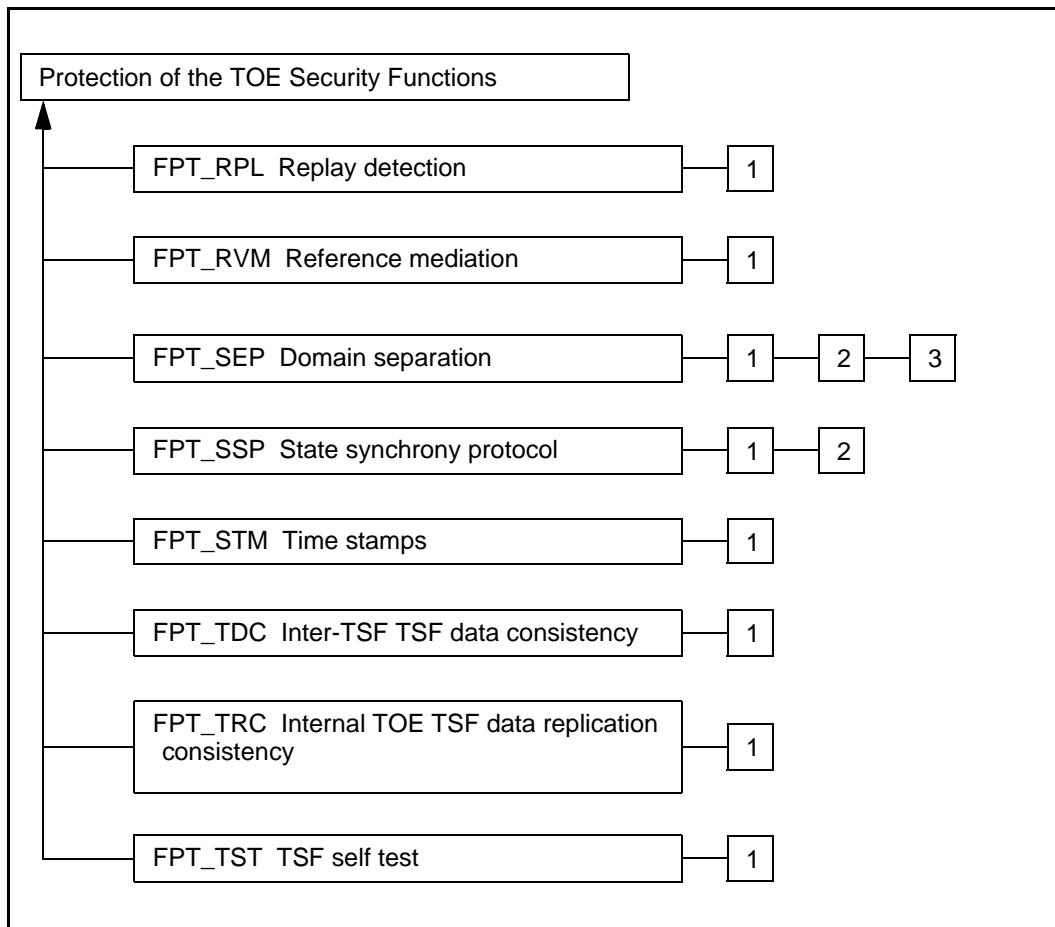 Protection of the TOE Security Functions
FPT_RPL Replay detection 1
FPT_RVM Reference mediation 1
FPT_SEP Domain separation 1 2 3
FPT_SSP State synchrony protocol 1 2
FPT_STM Time stamps 1
FPT_TDC Inter-TSF TSF data consistency 1
FPT_TRC Internal TOE TSF data replication
consistency 1
FPT_TST TSF self test 1